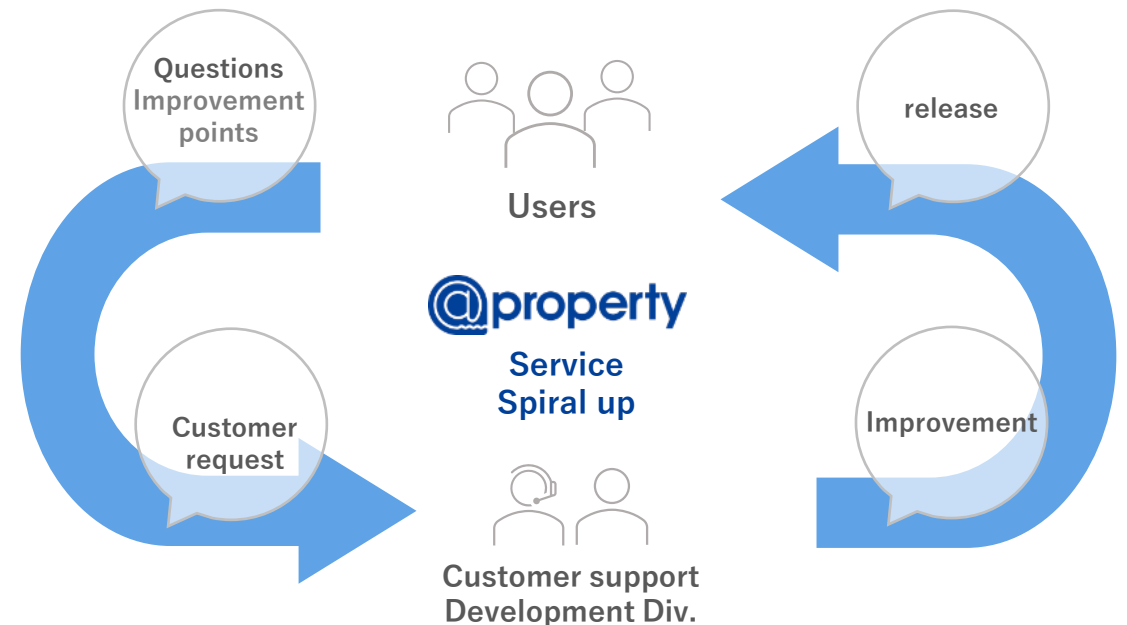 Questions
Improvement
points
release
Users
@property
Service
Spiral up
Customer
request
Improvement
Customer support
Development Div.